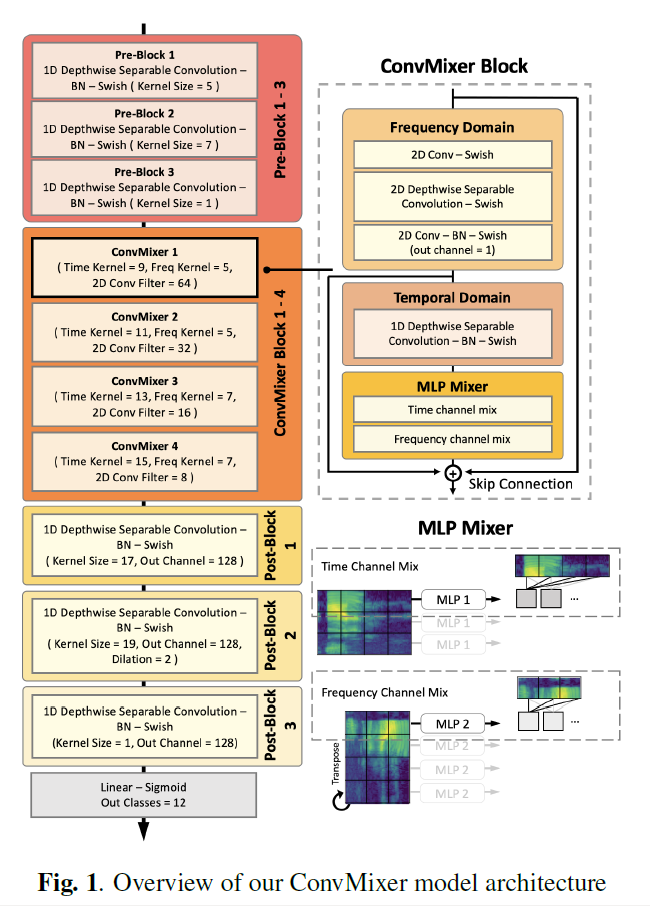 Pre-Block 1
1D Depthwise Separable Convolution –
BN – Swish ( Kernel Size = 5 )
Pre-Block 2
1D Depthwise Separable Convolution –
BN – Swish ( Kernel Size = 7 )
Pre-Block 3
1D Depthwise Separable Convolution –
BN – Swish ( Kernel Size = 1 )
Pre-Block 1 - 3
ConvMixer 1
( Time Kernel = 9, Freq Kernel = 5,
2D Conv Filter = 64 )
ConvMixer 2
( Time Kernel = 11, Freq Kernel = 5,
2D Conv Filter = 32 )
ConvMixer 3
( Time Kernel = 13, Freq Kernel = 7,
2D Conv Filter = 16 )
ConvMixer 4
( Time Kernel = 15, Freq Kernel = 7,
2D Conv Filter = 8 )
ConvMixer Block 1 - 4
1D Depthwise Separable Convolution –
BN – Swish
( Kernel Size = 17, Out Channel = 128 )
Post-Block
1
1D Depthwise Separable Convolution –
BN – Swish
( Kernel Size = 19, Out Channel = 128,
Dilation = 2 )
Post-Block
2
1D Depthwise Separable Convolution –
BN – Swish
(Kernel Size = 1, Out Channel = 128)
Post-Block
3
Linear – Sigmoid
Out Classes = 12
ConvMixer Block
Frequency Domain
2D Conv – Swish
2D Depthwise Separable
Convolution – Swish
2D Conv – BN – Swish
(out channel = 1)
Temporal Domain
1D Depthwise Separable
Convolution – BN – Swish
MLP Mixer
Time channel mix
Frequency channel mix
+
Skip Connection
MLP Mixer
Time Channel Mix
MLP 1
MLP 1
MLP 1
...
Frequency Channel Mix
MLP 2
MLP 2
MLP 2
MLP 2
...
Transpose
Fig. 1. Overview of our ConvMixer model architecture